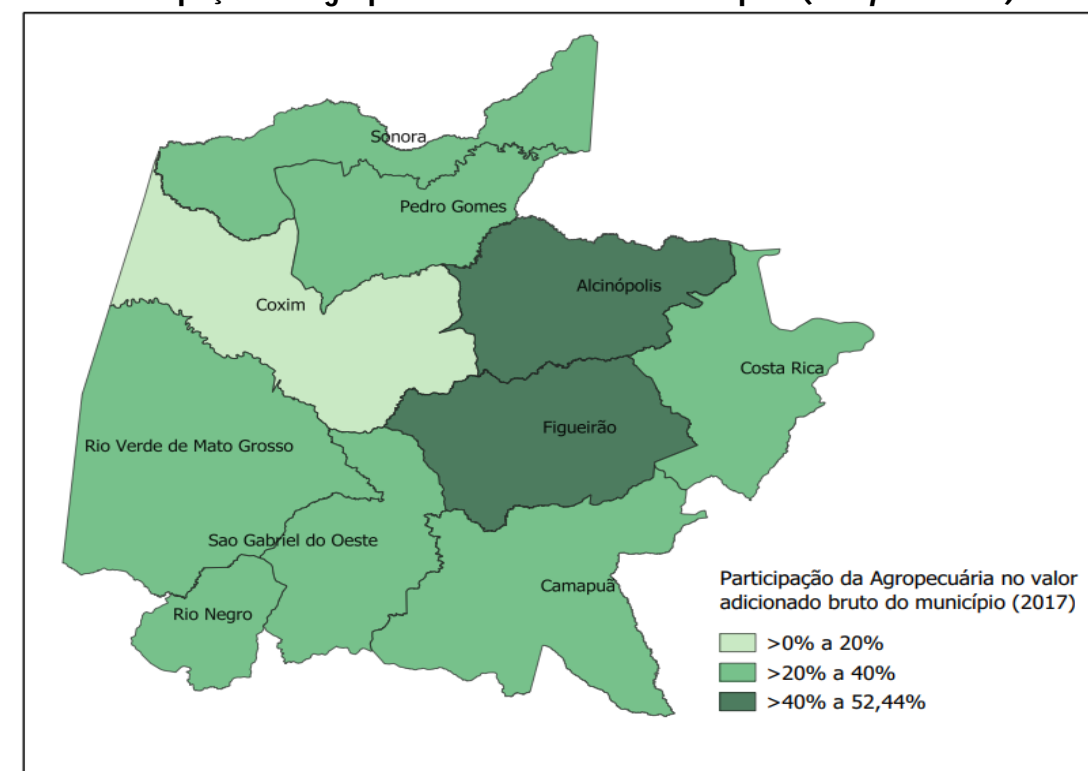 Sonora
Pedro Gomes
Alcinópolis
Coxim
Costa Rica
Figueirão
Rio Verde de Mato Grosso
Sao Gabriel do Oeste
Camapuã
Rio Negro
Participação da Agropecuária no valor
adicionado bruto do município (2017)
>0% a 20%
>20% a 40%
>40% a 52,44%